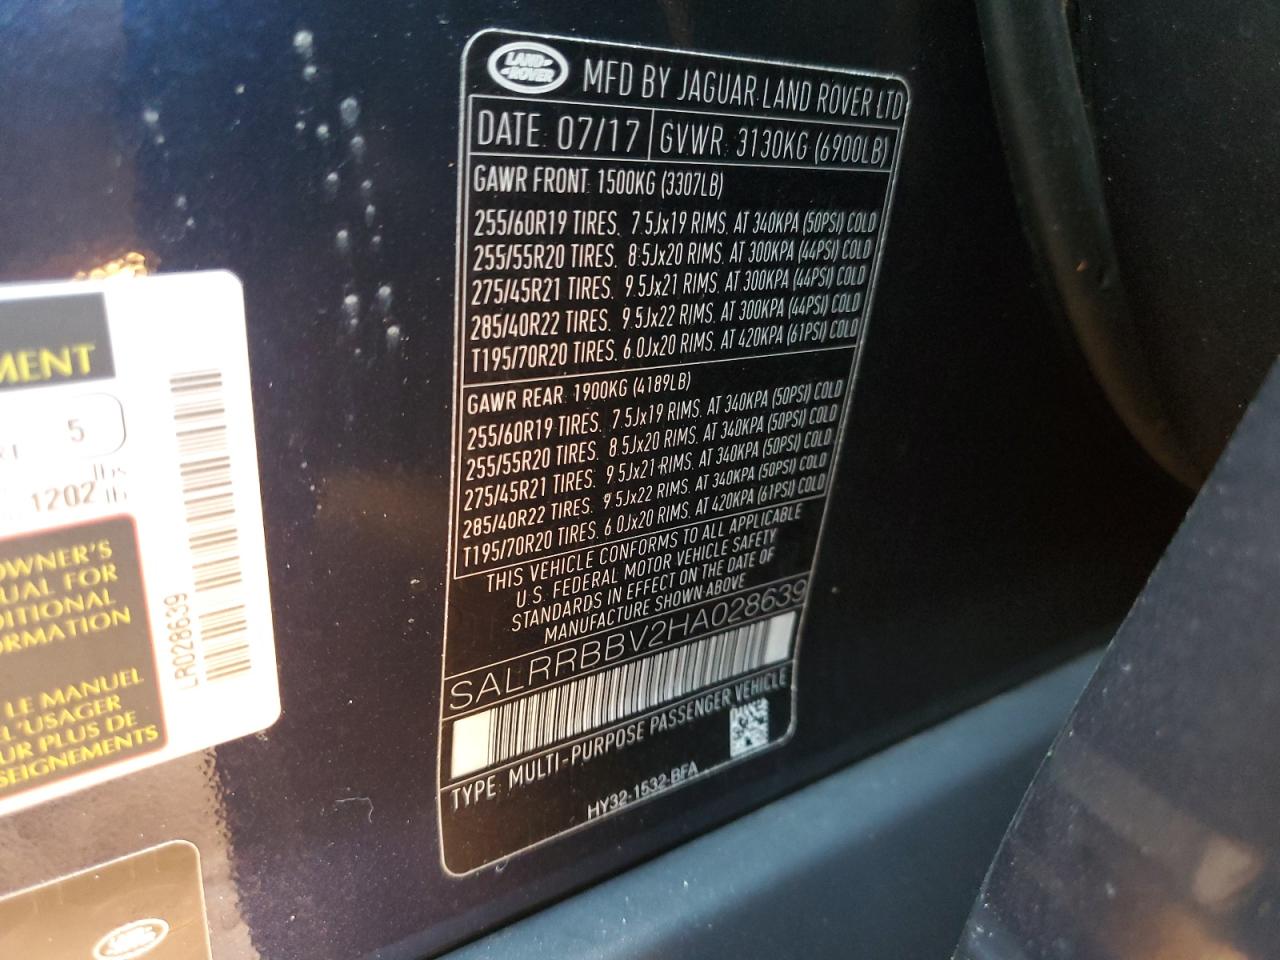 LAND
ROVER
MFD BY JAGUAR LAND ROVER LTD
DATE: 07/17 GVWR: 3130KG (6900LB)
GAWR FRONT: 1500KG (3307LB)
255/60R19 TIRES, 7.5Jx19 RIMS, AT 340KPA (50PSI) COLD
255/55R20 TIRES, 8.5Jx20 RIMS, AT 300KPA (44PSI) COLD
275/45R21 TIRES, 9.5Jx21 RIMS, AT 300KPA (44PSI) COLD
285/40R22 TIRES, 9.5Jx22 RIMS, AT 300KPA (44PSI) COLD
T195/70R20 TIRES, 6.0Jx20 RIMS, AT 420KPA (61PSI) COLD
GAWR REAR: 1900KG (4189LB)
255/60R19 TIRES, 7.5Jx19 RIMS, AT 340KPA (50PSI) COLD
255/55R20 TIRES, 8.5Jx20 RIMS, AT 340KPA (50PSI) COLD
275/45R21 TIRES, 9.5Jx21 RIMS, AT 340KPA (50PSI) COLD
285/40R22 TIRES, 9.5Jx22 RIMS, AT 340KPA (50PSI) COLD
T195/70R20 TIRES, 6.0Jx20 RIMS, AT 420KPA (61PSI) COLD
THIS VEHICLE CONFORMS TO ALL APPLICABLE
U.S. FEDERAL MOTOR VEHICLE SAFETY
STANDARDS IN EFFECT ON THE DATE OF
MANUFACTURE SHOWN ABOVE
SALRRBBV2HA028639
TYPE: MULTI-PURPOSE PASSENGER VEHICLE
HY32-1532-BFA
MENT
5
lbs
1202 lb
OWNER'S
UAL FOR
DITIONAL
ORMATION
LE MANUEL
L'USAGER
UR PLUS DE
SEIGNEMENTS
LR028639
LAND
ROVER